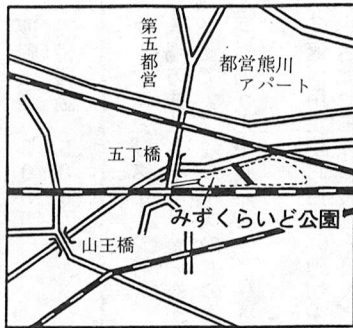 第五都営
都営熊川
アパート
五丁橋
みずくらいど公園
山王橋